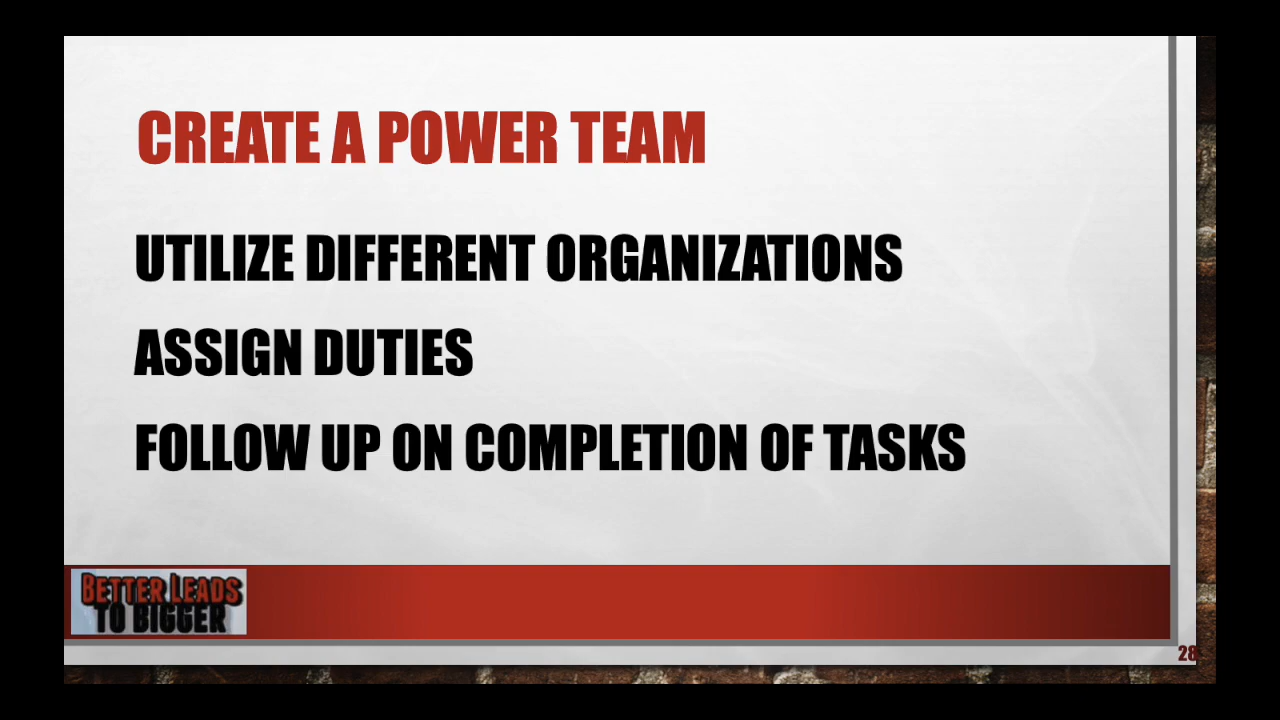 CREATE A POWER TEAM
UTILIZE DIFFERENT ORGANIZATIONS
ASSIGN DUTIES
FOLLOW UP ON COMPLETION OF TASKS
BETTER LEADS
TO BIGGER
28